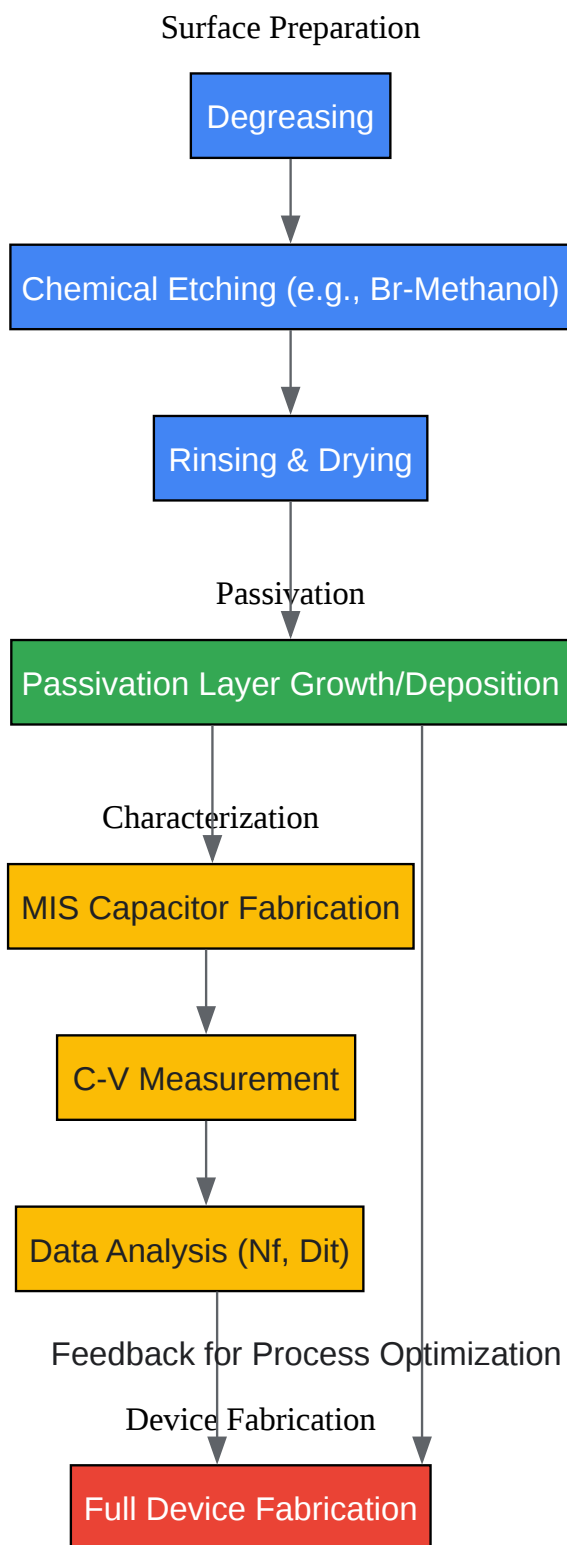 Surface Preparation
Degreasing
Chemical Etching (e.g., Br-Methanol)
Rinsing & Drying
Passivation
Passivation Layer Growth/Deposition
Characterization
MIS Capacitor Fabrication
C-V Measurement
Data Analysis (Nf, Dit)
Feedback for Process Optimization
Device Fabrication
Full Device Fabrication